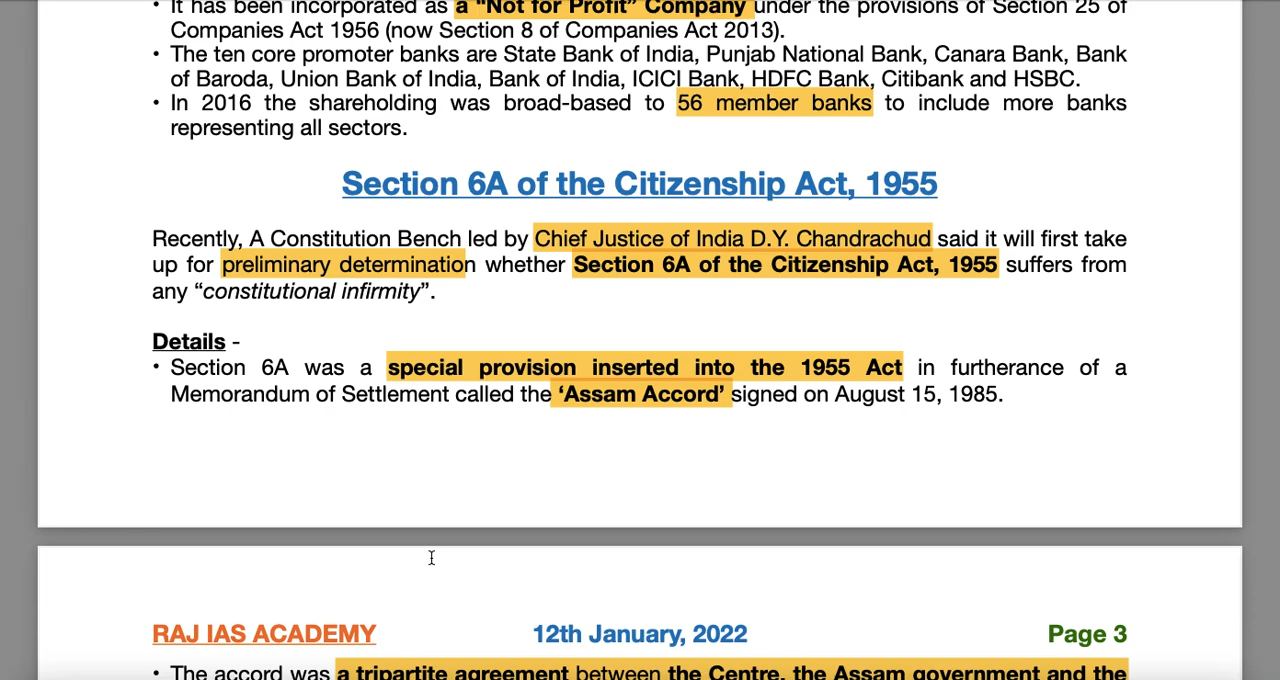 • It has been incorporated as a “Not for Profit” Company under the provisions of Section 25 of
Companies Act 1956 (now Section 8 of Companies Act 2013).
• The ten core promoter banks are State Bank of India, Punjab National Bank, Canara Bank, Bank
of Baroda, Union Bank of India, Bank of India, ICICI Bank, HDFC Bank, Citibank and HSBC.
• In 2016 the shareholding was broad-based to 56 member banks to include more banks
representing all sectors.
Section 6A of the Citizenship Act, 1955
Recently, A Constitution Bench led by Chief Justice of India D.Y. Chandrachud said it will first take
up for preliminary determination whether Section 6A of the Citizenship Act, 1955 suffers from
any “constitutional infirmity”.
Details -
• Section 6A was a special provision inserted into the 1955 Act in furtherance of a
Memorandum of Settlement called the ‘Assam Accord’ signed on August 15, 1985.
RAJ IAS ACADEMY 12th January, 2022 Page 3
• The accord was a tripartite agreement between the Centre, the Assam government and the